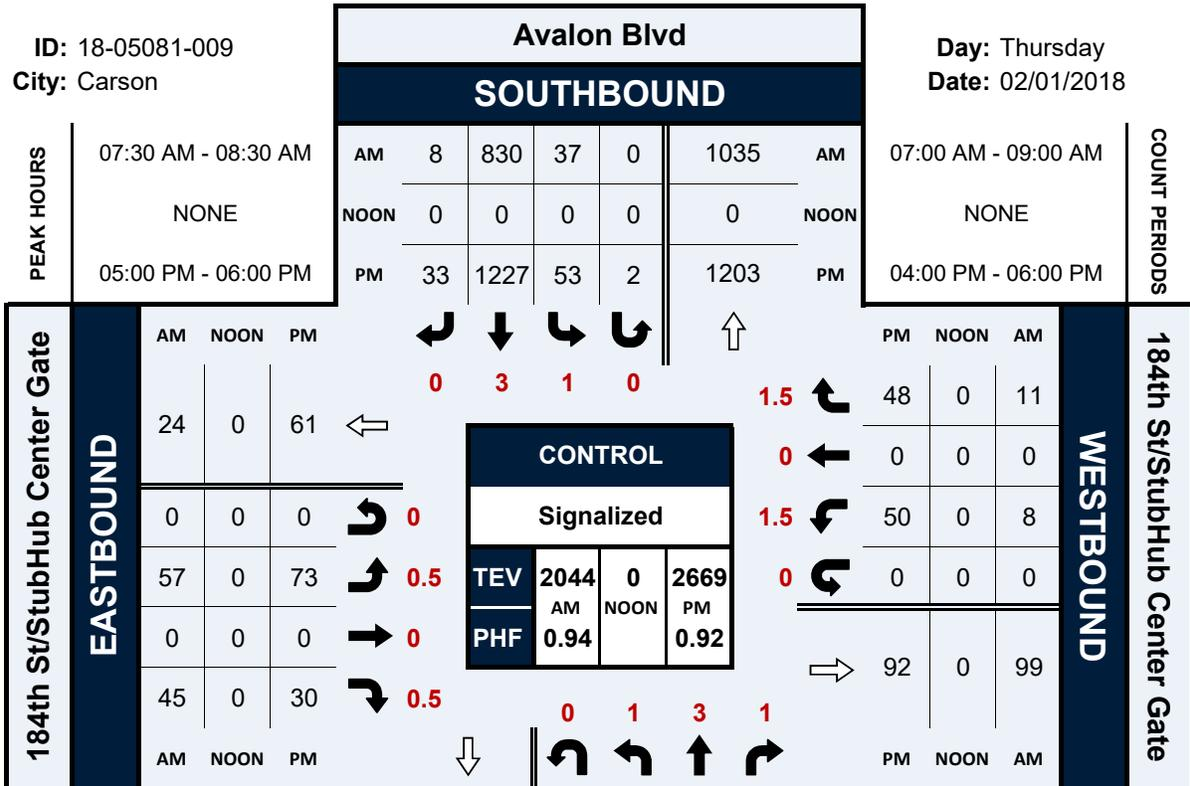 Avalon Blvd
ID: 18-05081-009
Day: Thursday
City: Carson
Date: 02/01/2018
SOUTHBOUND
PEAK HOURS
07:30 AM - 08:30 AM
NONE
05:00 PM - 06:00 PM
AM 8 830 37 0 1035 AM
NOON 0 0 0 0 0 NOON
PM 33 1227 53 2 1203 PM
07:00 AM - 09:00 AM
NONE
04:00 PM - 06:00 PM
COUNT PERIODS
0 3 1 0
184th St/StubHub Center Gate
EASTBOUND
AM NOON PM
24 0 61
0 0 0 0
57 0 73 0.5
0 0 0 0
45 0 30 0.5
AM NOON PM
CONTROL
Signalized
TEV 2044 0 2669
AM NOON PM
PHF 0.94 0.92
0 1 3 1
PM NOON AM
1.5 48 0 11
0 0 0 0
1.5 50 0 8
0 0 0 0
92 0 99
PM NOON AM
WESTBOUND
184th St/StubHub Center Gate